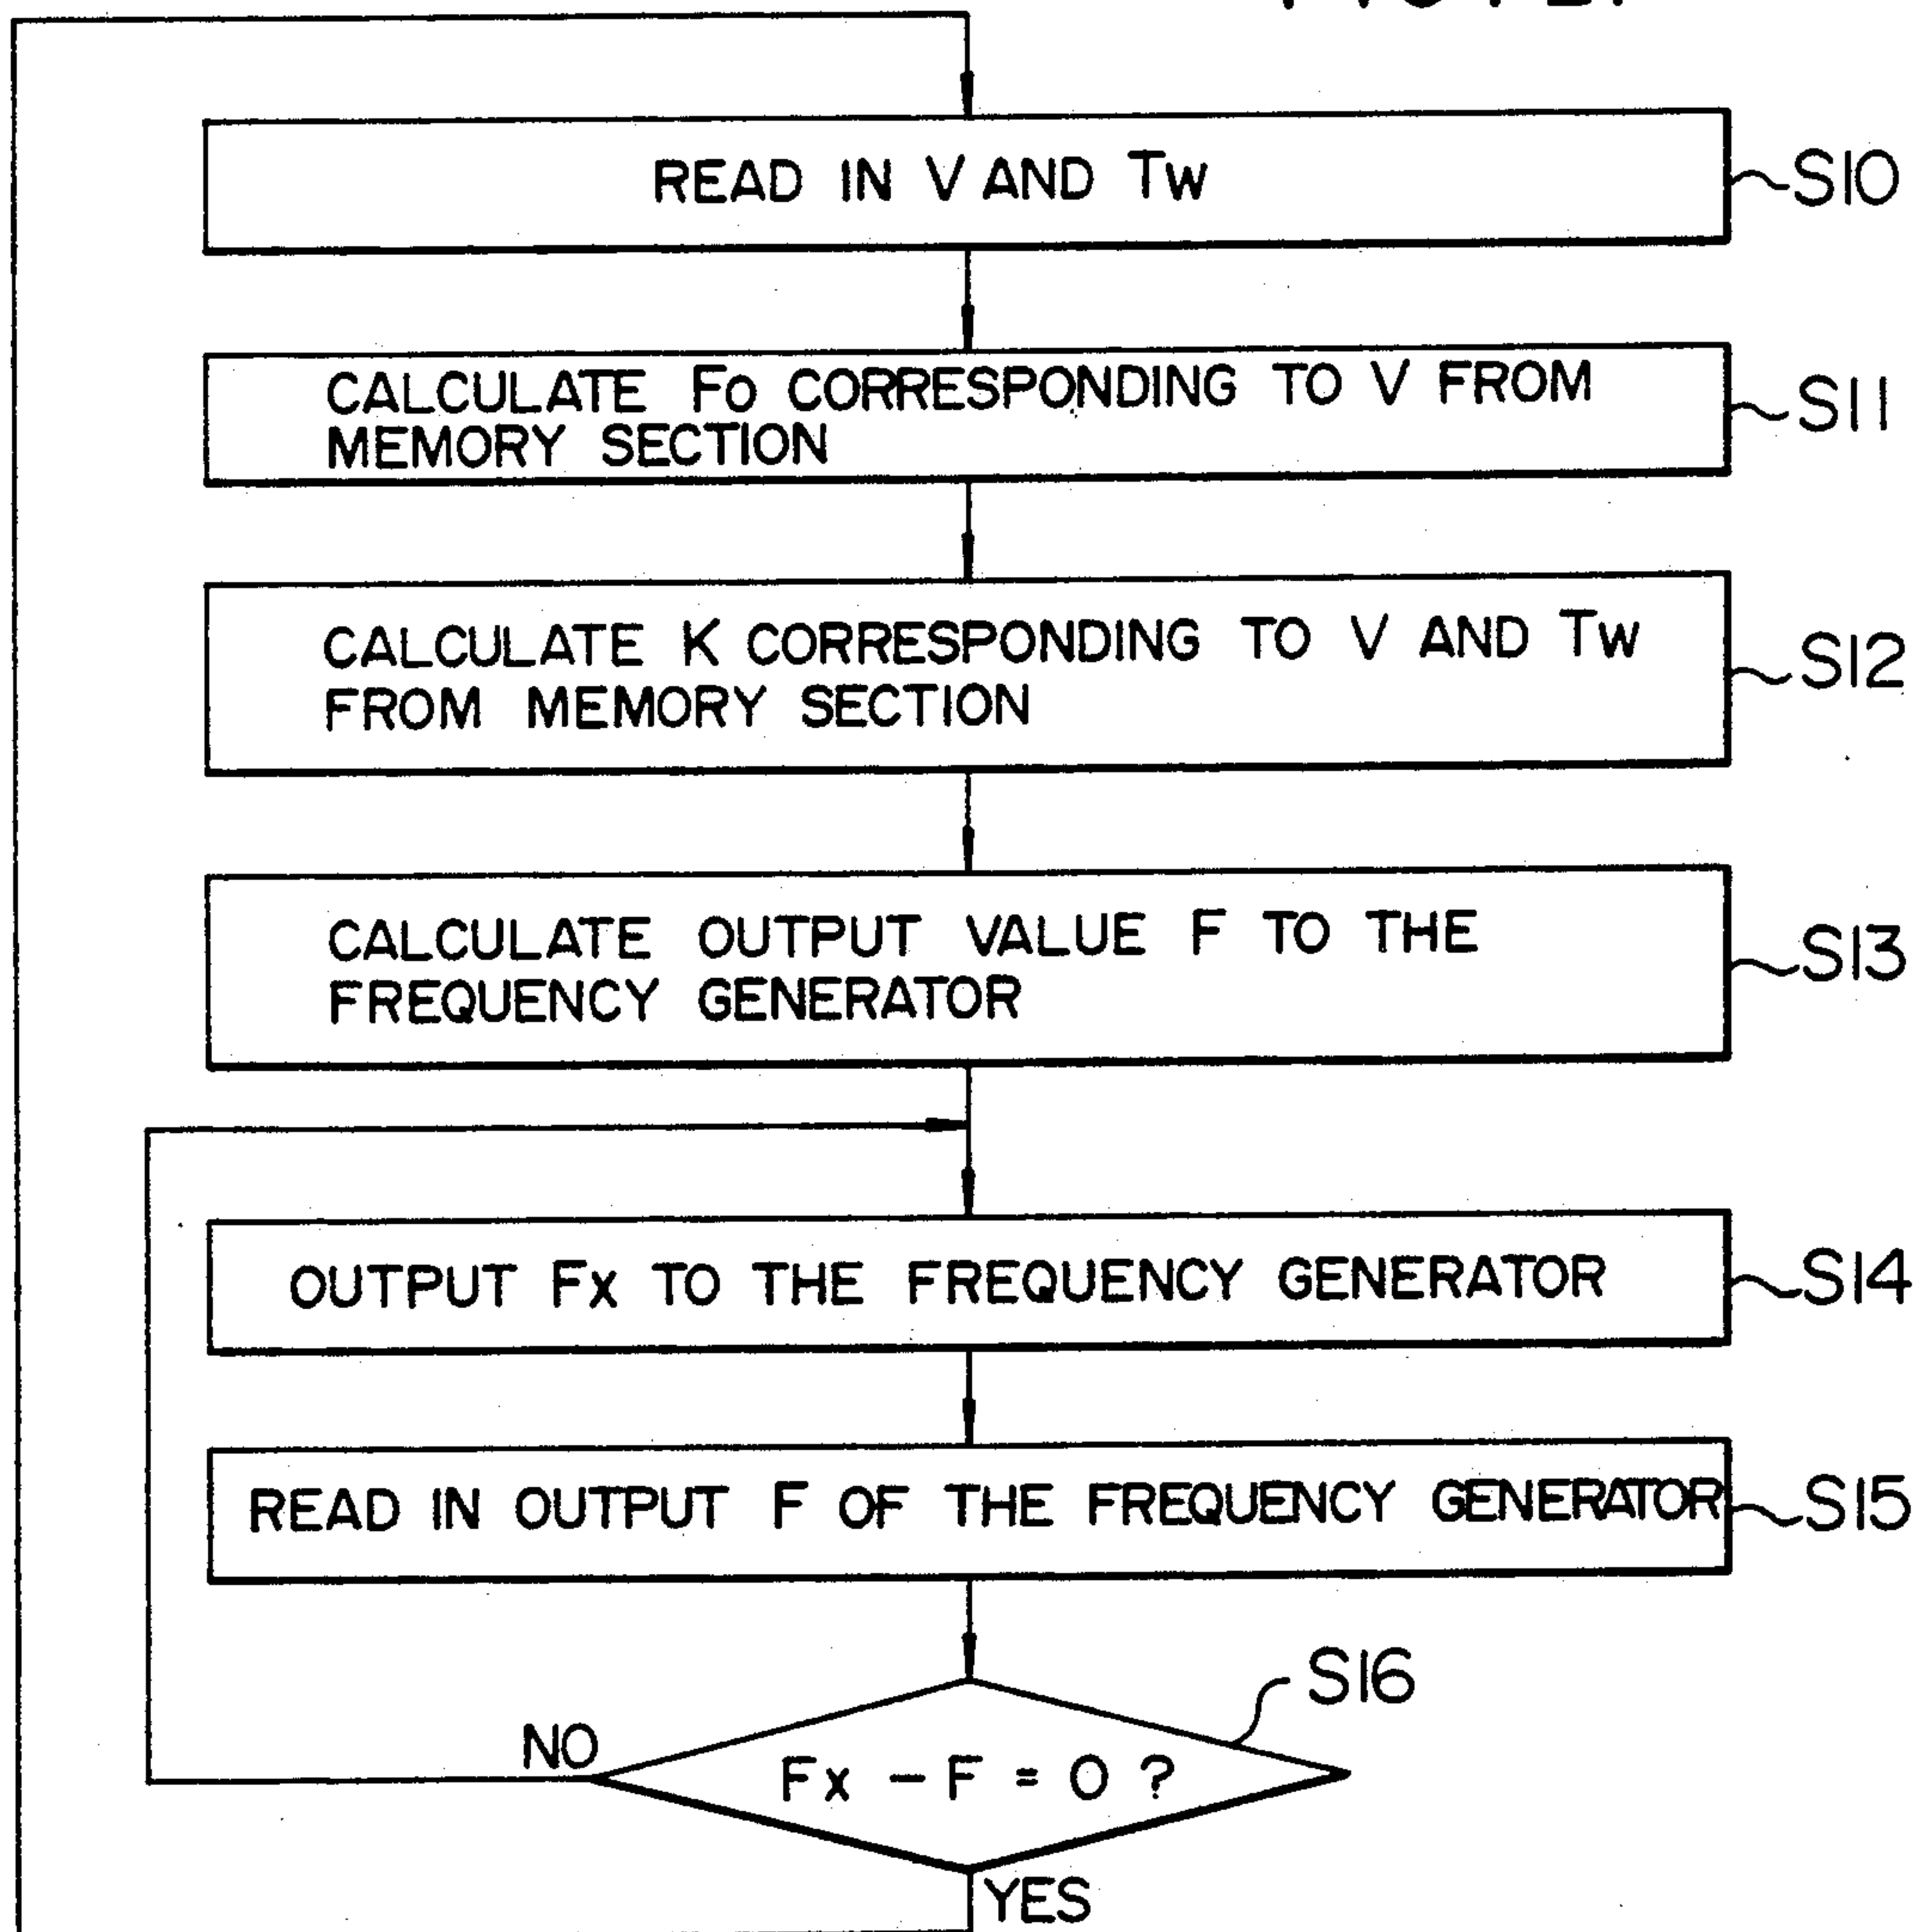 READ IN V AND Tw
S10
CALCULATE Fo CORRESPONDING TO V FROM
MEMORY SECTION
S11
CALCULATE K CORRESPONDING TO V AND Tw
FROM MEMORY SECTION
S12
CALCULATE OUTPUT VALUE F TO THE
FREQUENCY GENERATOR
S13
OUTPUT Fx TO THE FREQUENCY GENERATOR
S14
READ IN OUTPUT F OF THE FREQUENCY GENERATOR
S15
S16
NO
Fx - F = 0 ?
YES